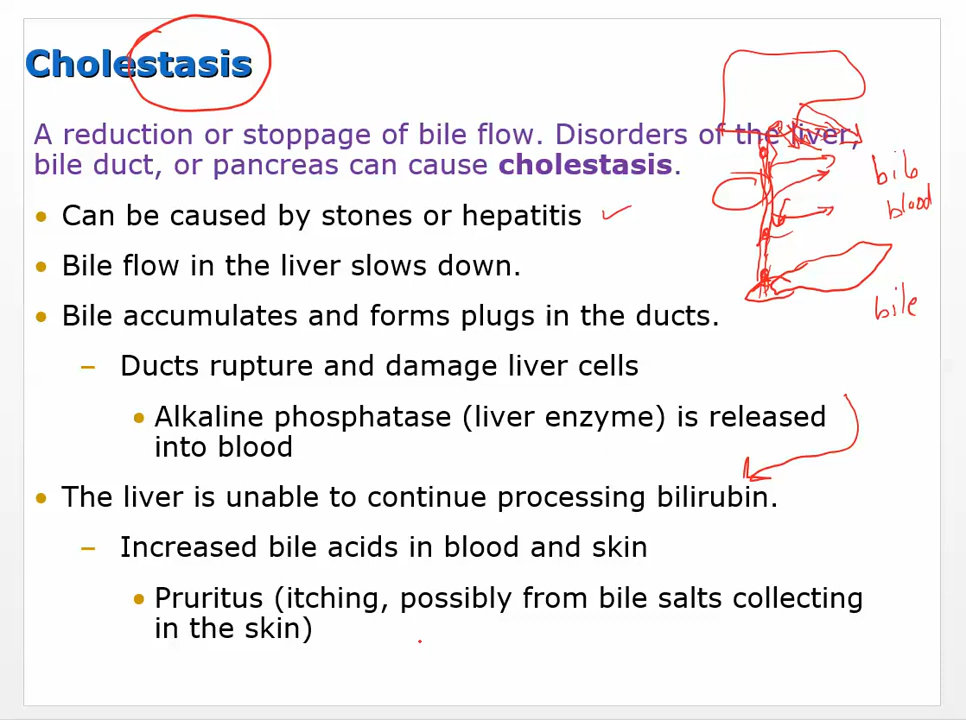 Cholestasis
A reduction or stoppage of bile flow. Disorders of the liver,
bile duct, or pancreas can cause cholestasis.
bile
• Can be caused by stones or hepatitis ✓
blood
• Bile flow in the liver slows down.
• Bile accumulates and forms plugs in the ducts.
bile
– Ducts rupture and damage liver cells
• Alkaline phosphatase (liver enzyme) is released
into blood
• The liver is unable to continue processing bilirubin.
– Increased bile acids in blood and skin
• Pruritus (itching, possibly from bile salts collecting
in the skin)